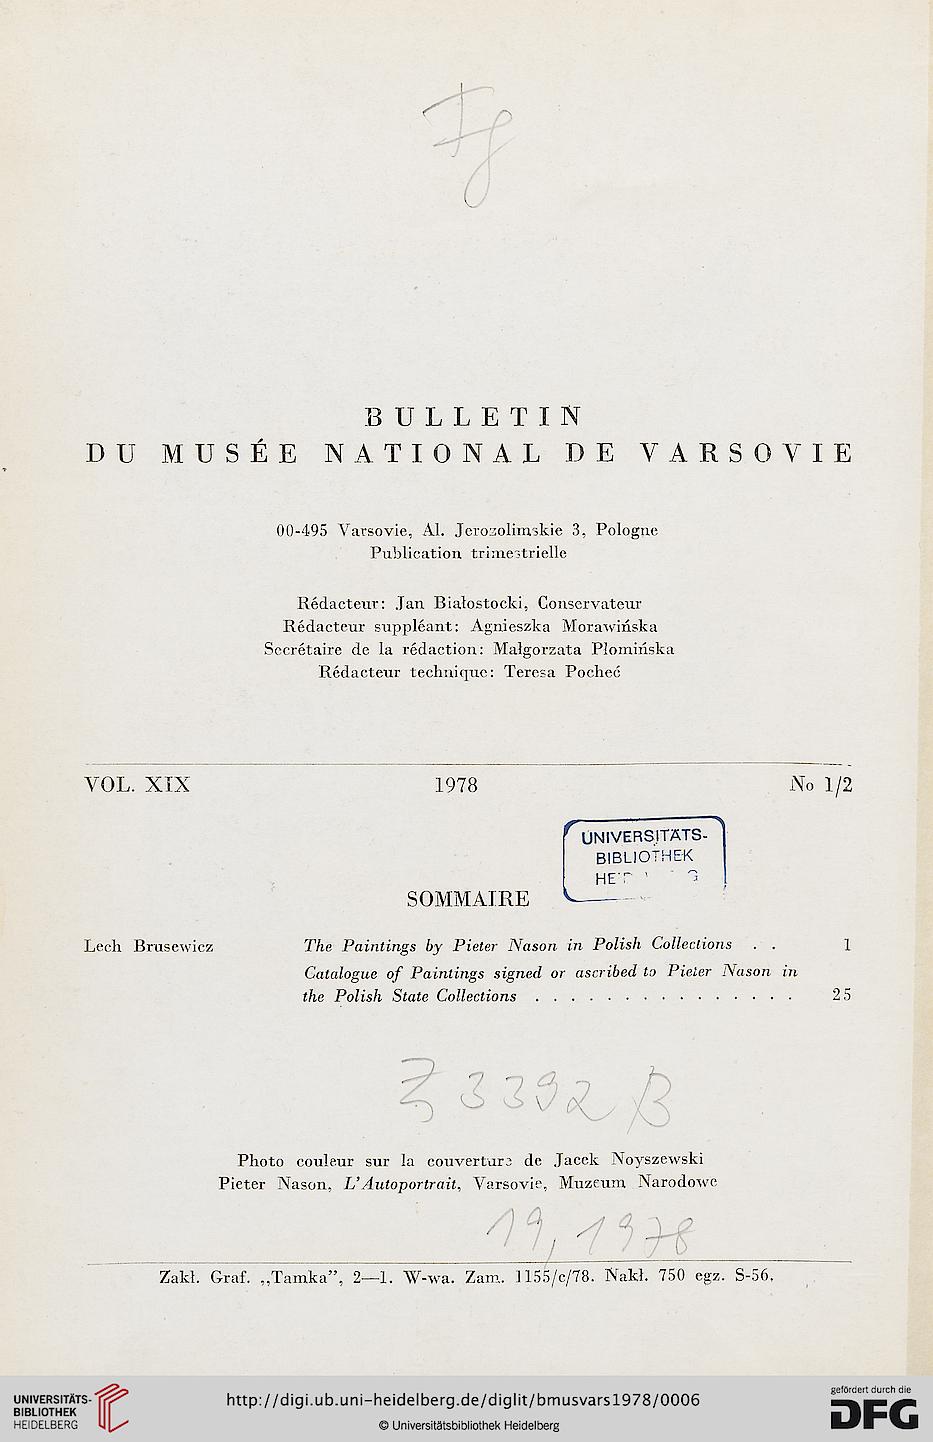 BULLETIN
DU MUSÉE NATIONAL DE VARSOVIE
00-495 Varsovie, Al. Jerozolimskie 3, Pologne
Publication trimestrielle
Rédacteur: Jan Białostocki, Conservateur
Rédacteur suppléant: Agnieszka Morawińska
Secrétaire de la rédaction: Małgorzata Płomińska
Rédacteur technique: Teresa Pocheć
VOL. XIX 1978 No 1/2
UNIVERSITÄTS-
BIBLIOTHEK
SOMMAIRE
Lech Brusewicz The Paintings by Pieter Nason in Polish Collections . . 1
Catalogue of Paintings signed or ascribed to Pieter Nason in
the Polish State Collections . . . . . . . . . . . . . . . 25
Z 3392 B
Photo couleur sur la couverture de Jacek Noyszewski
Pieter Nason, L'Autoportrait, Varsovie, Muzeum Narodowe
19, 1978
Zakł. Graf. ,,Tamka”, 2—1. W-wa. Zam. 1155/c/78. Nakł. 750 egz. S-56.
UNIVERSITÄTS-
BIBLIOTHEK
HEIDELBERG
http://digi.ub.uni-heidelberg.de/diglit/bmusvars1978/0006
© Universitätsbibliothek Heidelberg
gefördert durch die
DFG